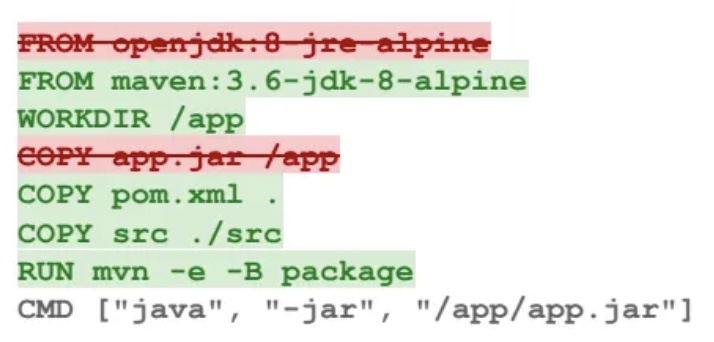 FROM openjdk:8-jre-alpine
FROM maven:3.6-jdk-8-alpine
WORKDIR /app
COPY app.jar /app
COPY pom.xml .
COPY src ./src
RUN mvn -e -B package
CMD ["java", "-jar", "/app/app.jar"]